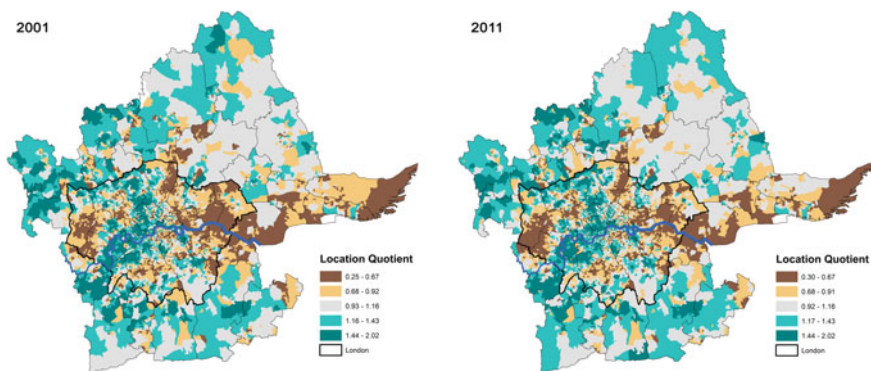 2001
Location Quotient
0.25 - 0.67
0.68 - 0.92
0.93 - 1.16
1.16 - 1.43
1.44 - 2.02
London
2011
Location Quotient
0.30 - 0.67
0.68 - 0.91
0.92 - 1.16
1.17 - 1.43
1.44 - 2.02
London